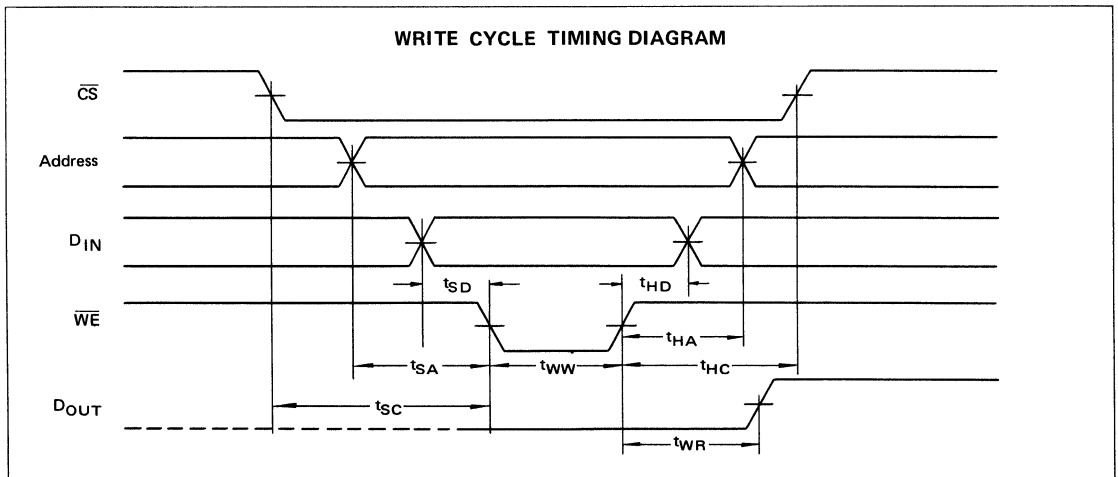 WRITE CYCLE TIMING DIAGRAM
CS
Address
DIN
tSD
tHD
WE
tHA
tSA
tWW
tHC
DOUT
tSC
tWR